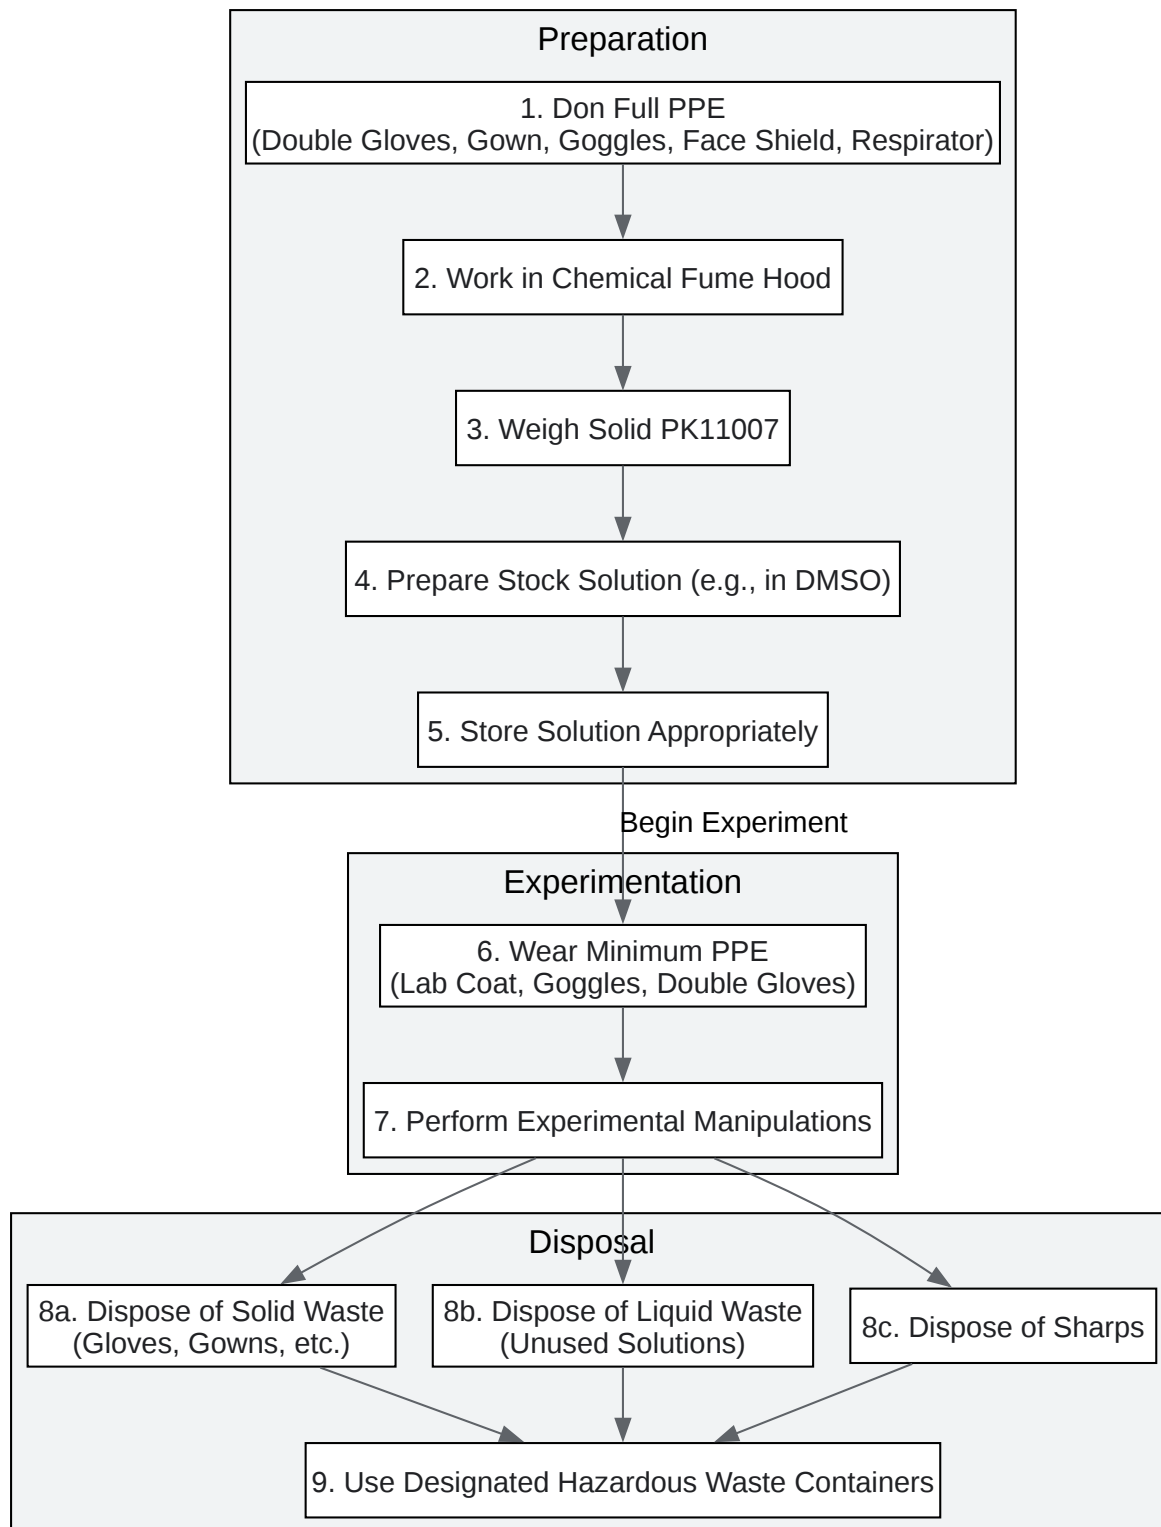 Preparation
1. Don Full PPE
(Double Gloves, Gown, Goggles, Face Shield, Respirator)
2. Work in Chemical Fume Hood
3. Weigh Solid PK11007
4. Prepare Stock Solution (e.g., in DMSO)
5. Store Solution Appropriately
Begin Experiment
Experimentation
6. Wear Minimum PPE
(Lab Coat, Goggles, Double Gloves)
7. Perform Experimental Manipulations
Disposal
8a. Dispose of Solid Waste
(Gloves, Gowns, etc.)
8b. Dispose of Liquid Waste
(Unused Solutions)
8c. Dispose of Sharps
9. Use Designated Hazardous Waste Containers